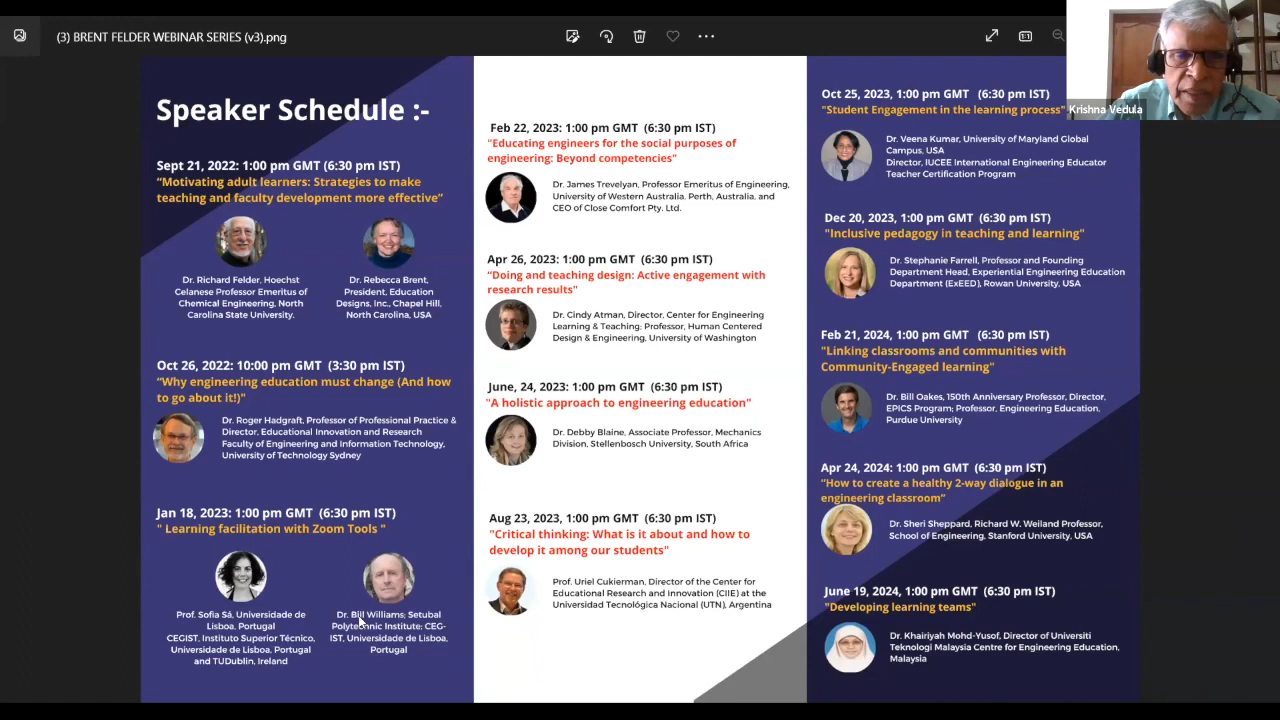 (3) BRENT FELDER WEBINAR SERIES (v3).png
Krishna Vedula
Speaker Schedule :-
Sept 21, 2022: 1:00 pm GMT (6:30 pm IST)
“Motivating adult learners: Strategies to make
teaching and faculty development more effective”
Dr. Richard Felder, Hoechst
Celanese Professor Emeritus of
Chemical Engineering, North
Carolina State University.
Dr. Rebecca Brent,
President, Education
Designs, Inc., Chapel Hill,
North Carolina, USA
Oct 26, 2022: 10:00 pm GMT (3:30 pm IST)
“Why engineering education must change (And how
to go about it!)"
Dr. Roger Hadgraft, Professor of Professional Practice &
Director, Educational Innovation and Research
Faculty of Engineering and Information Technology,
University of Technology Sydney
Jan 18, 2023: 1:00 pm GMT (6:30 pm IST)
" Learning facilitation with Zoom Tools "
Prof. Sofia Sá, Universidade de
Lisboa, Portugal
CEGIST, Instituto Superior Técnico,
Universidade de Lisboa, Portugal
and TUDublin, Ireland
Dr. Bill Williams; Setubal
Polytechnic Institute: CEG-
IST, Universidade de Lisboa,
Portugal
Feb 22, 2023: 1:00 pm GMT (6:30 pm IST)
"Educating engineers for the social purposes of
engineering: Beyond competencies”
Dr. James Trevelyan, Professor Emeritus of Engineering,
University of Western Australia. Perth, Australia, and
CEO of Close Comfort Pty. Ltd.
Apr 26, 2023: 1:00 pm GMT (6:30 pm IST)
“Doing and teaching design: Active engagement with
research results"
Dr. Cindy Atman, Director, Center for Engineering
Learning & Teaching; Professor, Human Centered
Design & Engineering, University of Washington
June, 24, 2023: 1:00 pm GMT (6:30 pm IST)
"A holistic approach to engineering education"
Dr. Debby Blaine, Associate Professor, Mechanics
Division, Stellenbosch University, South Africa
Aug 23, 2023, 1:00 pm GMT (6:30 pm IST)
"Critical thinking: What is it about and how to
develop it among our students"
Prof. Uriel Cukierman, Director of the Center for
Educational Research and Innovation (CIIE) at the
Universidad Tecnológica Nacional (UTN), Argentina
Oct 25, 2023, 1:00 pm GMT (6:30 pm IST)
"Student Engagement in the learning process"
Dr. Veena Kumar, University of Maryland Global
Campus, USA
Director, IUCEE International Engineering Educator
Teacher Certification Program
Dec 20, 2023, 1:00 pm GMT (6:30 pm IST)
"Inclusive pedagogy in teaching and learning"
Dr. Stephanie Farrell, Professor and Founding
Department Head, Experiential Engineering Education
Department (ExEED), Rowan University, USA
Feb 21, 2024, 1:00 pm GMT (6:30 pm IST)
"Linking classrooms and communities with
Community-Engaged learning"
Dr. Bill Oakes, 150th Anniversary Professor, Director,
EPICS Program; Professor, Engineering Education,
Purdue University
Apr 24, 2024: 1:00 pm GMT (6:30 pm IST)
“How to create a healthy 2-way dialogue in an
engineering classroom”
Dr. Sheri Sheppard, Richard W. Weiland Professor,
School of Engineering, Stanford University, USA
June 19, 2024, 1:00 pm GMT (6:30 pm IST)
"Developing learning teams"
Dr. Khairiyah Mohd-Yusof, Director of Universiti
Teknologi Malaysia Centre for Engineering Education,
Malaysia